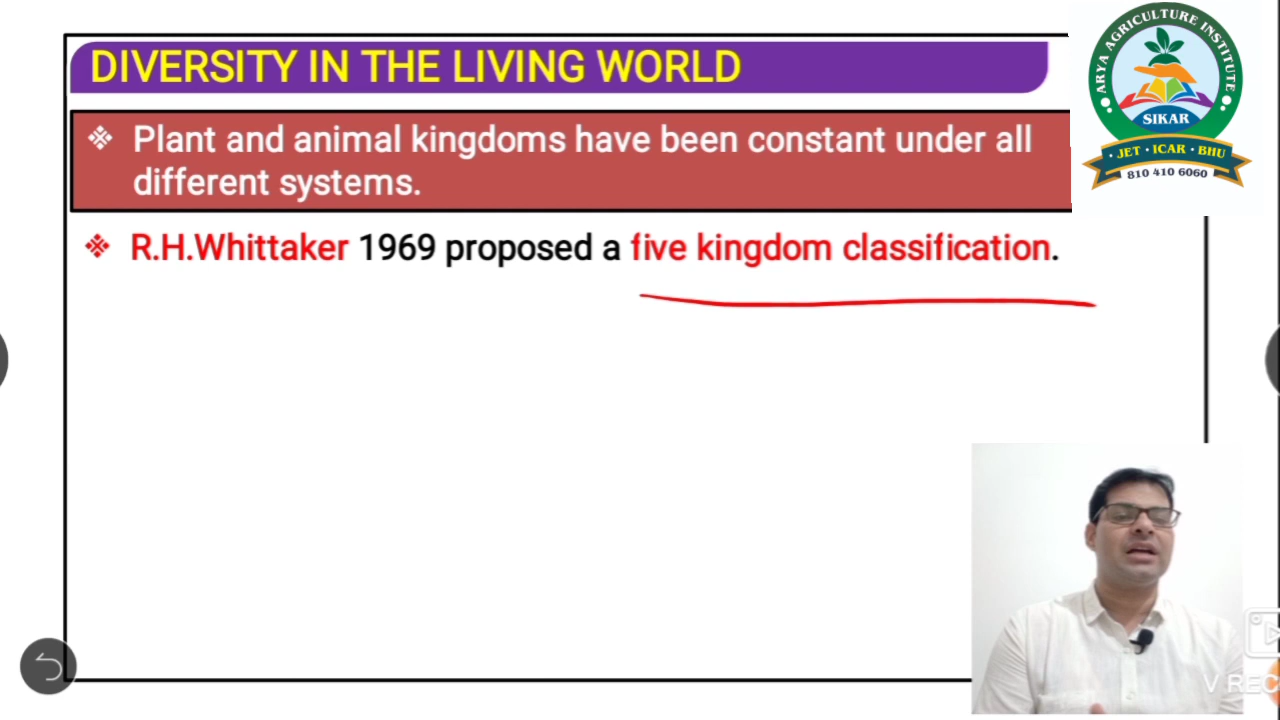 DIVERSITY IN THE LIVING WORLD
Plant and animal kingdoms have been constant under all
different systems.
R.H.Whittaker 1969 proposed a five kingdom classification.
ARYA AGRICULTURE INSTITUTE
SIKAR
· JET · ICAR · BHU ·
810 410 6060
V REC